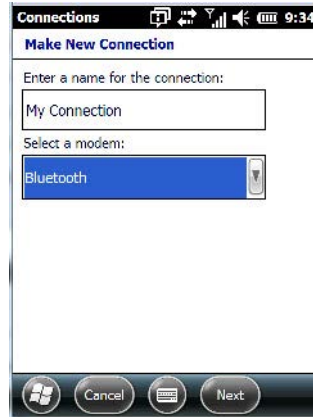 Connections 9:34
Make New Connection
Enter a name for the connection:
My Connection
Select a modem:
Bluetooth
Cancel Next